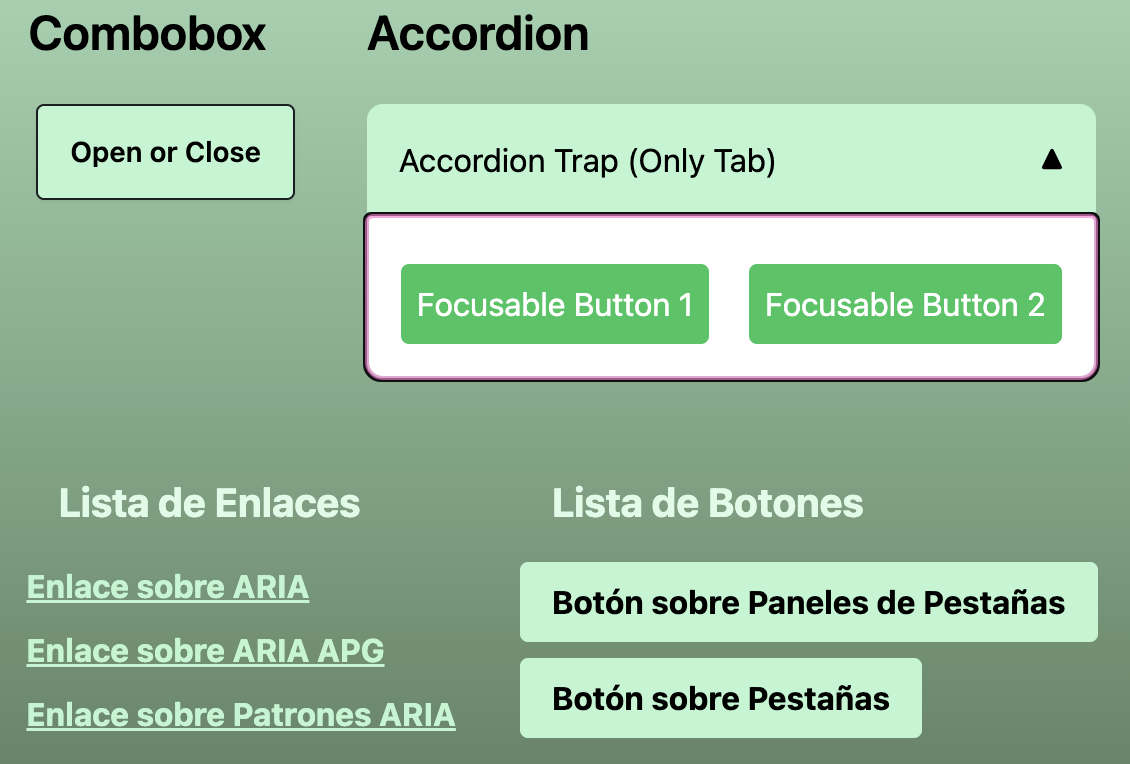 Combobox
Accordion
Open or Close
Accordion Trap (Only Tab) ▲
Focusable Button 1
Focusable Button 2
Lista de Enlaces
Enlace sobre ARIA
Enlace sobre ARIA APG
Enlace sobre Patrones ARIA
Lista de Botones
Botón sobre Paneles de Pestañas
Botón sobre Pestañas